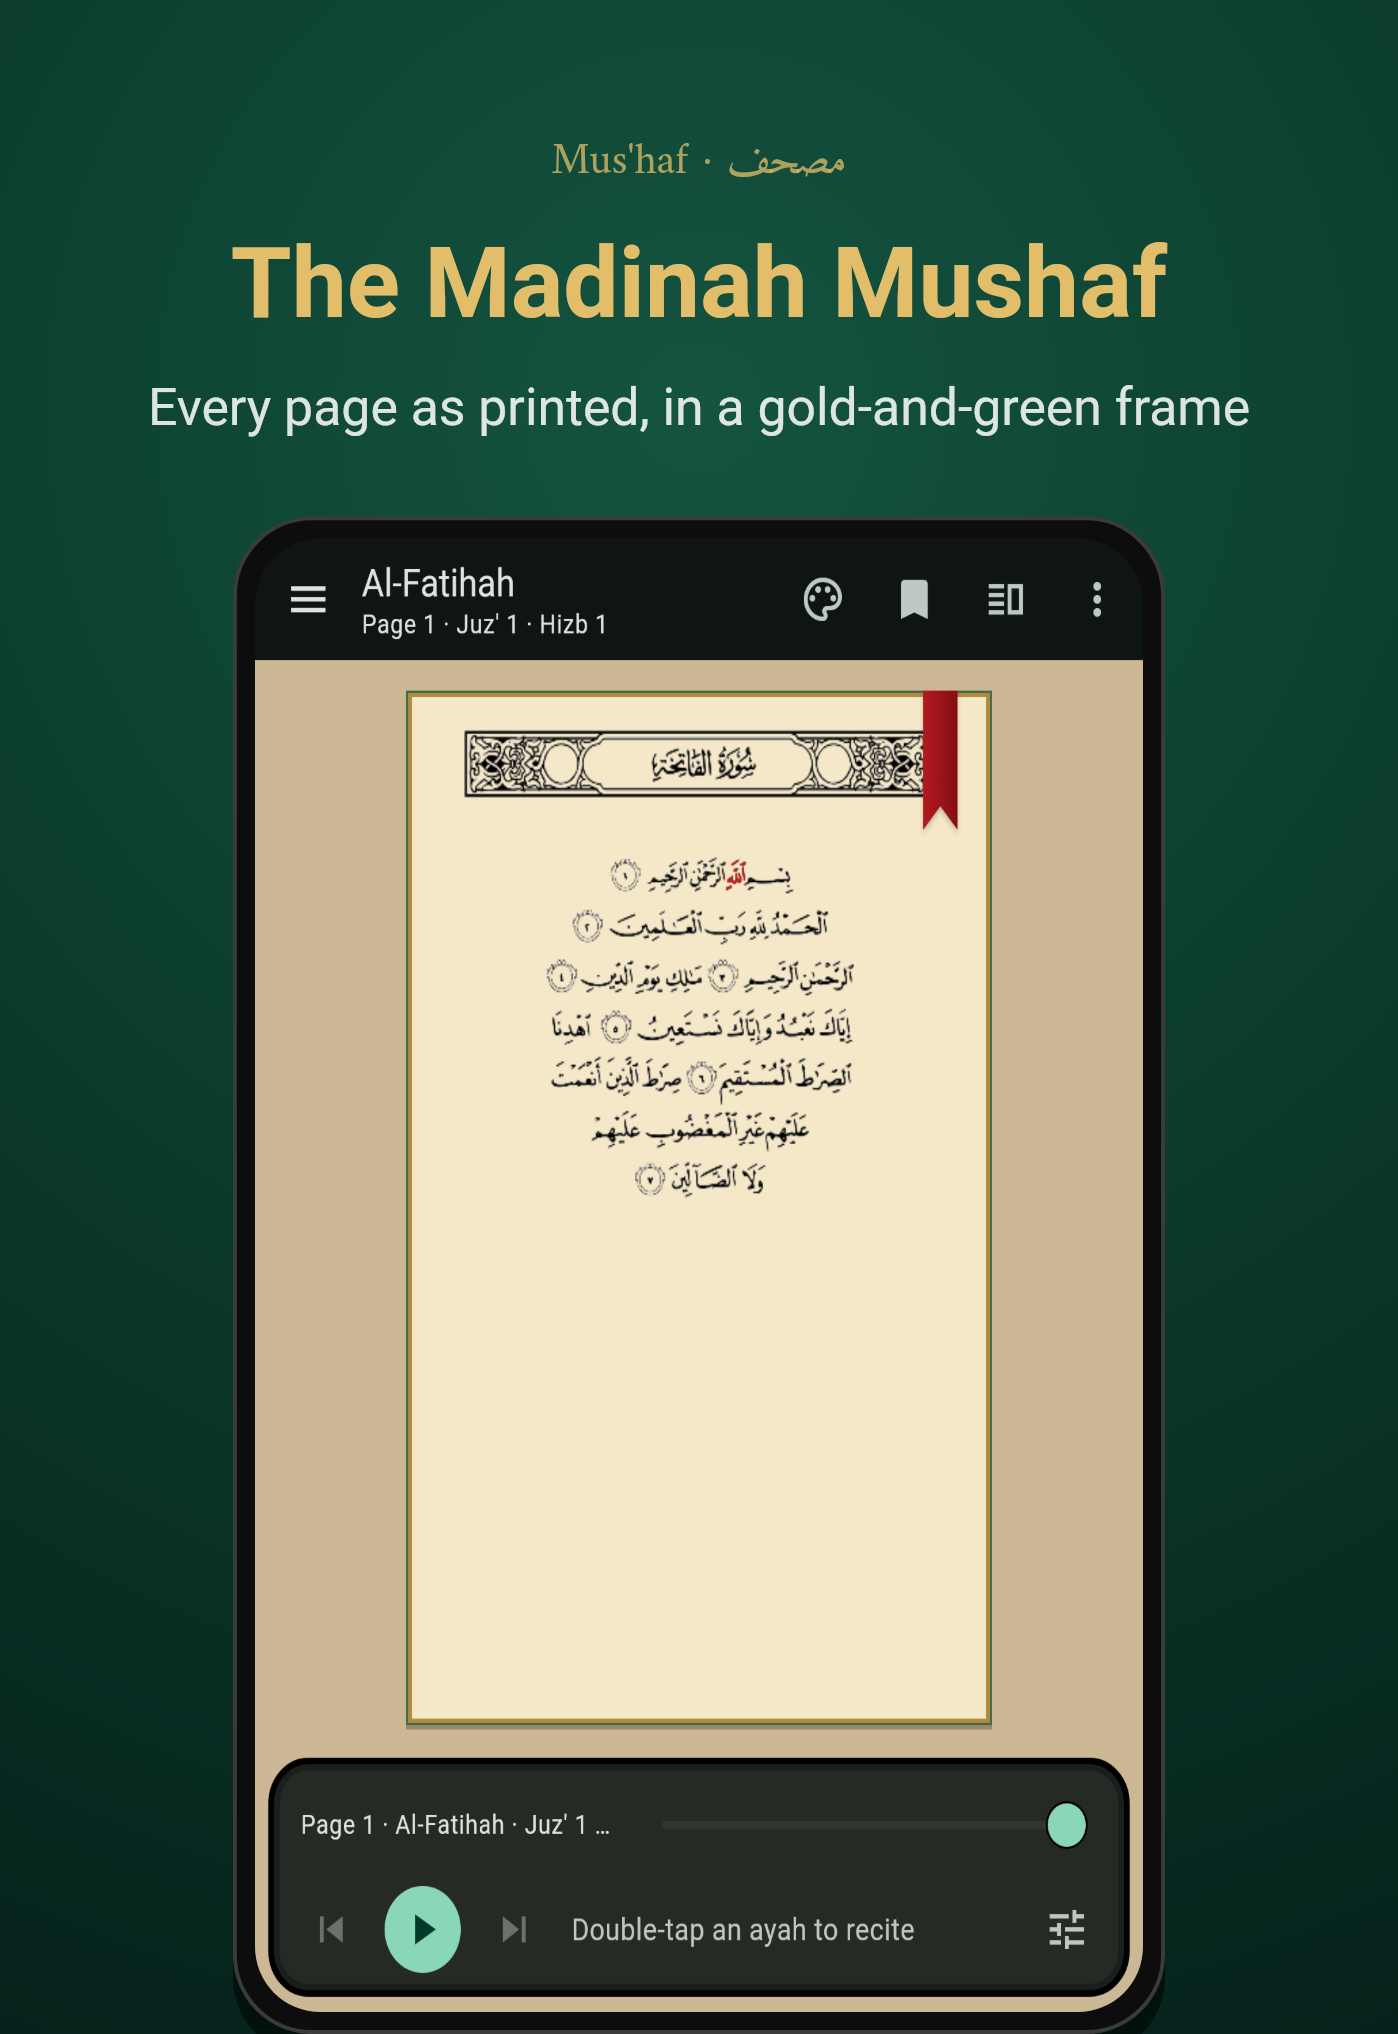 Mus'haf · مصحف
The Madinah Mushaf
Every page as printed, in a gold-and-green frame
Al-Fatihah
Page 1 · Juz' 1 · Hizb 1
سُورَةُ الفَاتِحَةِ
بِسْمِ ٱللَّهِ ٱلرَّحْمَٰنِ ٱلرَّحِيمِ ١
ٱلْحَمْدُ لِلَّهِ رَبِّ ٱلْعَٰلَمِينَ ٢
ٱلرَّحْمَٰنِ ٱلرَّحِيمِ ٣ مَٰلِكِ يَوْمِ ٱلدِّينِ ٤
إِيَّاكَ نَعْبُدُ وَإِيَّاكَ نَسْتَعِينُ ٥ ٱهْدِنَا
ٱلصِّرَٰطَ ٱلْمُسْتَقِيمَ ٦ صِرَٰطَ ٱلَّذِينَ أَنْعَمْتَ
عَلَيْهِمْ غَيْرِ ٱلْمَغْضُوبِ عَلَيْهِمْ
وَلَا ٱلضَّآلِّينَ ٧
Page 1 · Al-Fatihah · Juz' 1 ...
Double-tap an ayah to recite